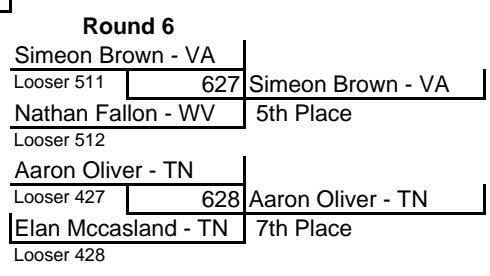 Round 6
Simeon Brown - VA
Looser 511
627 Simeon Brown - VA
Nathan Fallon - WV
5th Place
Looser 512
Aaron Oliver - TN
Looser 427
628 Aaron Oliver - TN
Elan Mccasland - TN
7th Place
Looser 428